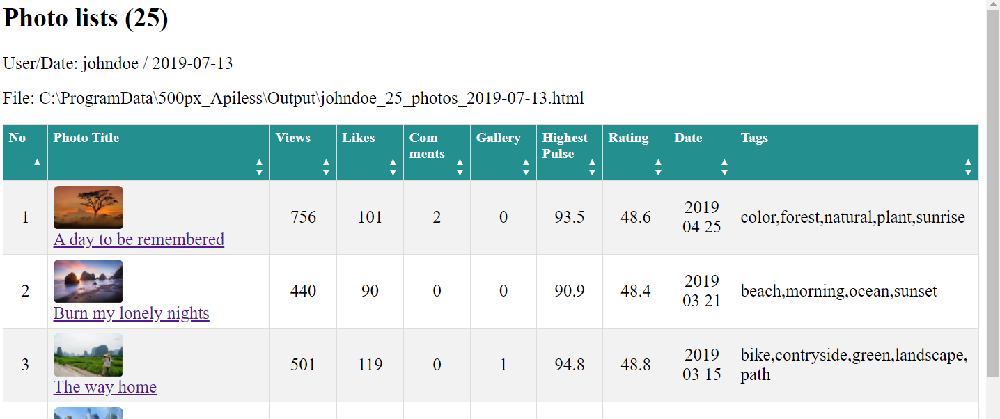 Photo lists (25)
User/Date: johndoe / 2019-07-13
File: C:\ProgramData\500px_Apiless\Output\johndoe_25_photos_2019-07-13.html
No Photo Title Views Likes Com- Gallery Highest Rating Date Tags
ments Pulse
1 756 101 2 0 93.5 48.6 2019 color,forest,natural,plant,sunrise
04 25
A day to be remembered
2 440 90 0 0 90.9 48.4 2019 beach,morning,ocean,sunset
03 21
Burn my lonely nights
3 501 119 0 1 94.8 48.8 2019 bike,contryside,green,landscape,
03 15 path
The way home